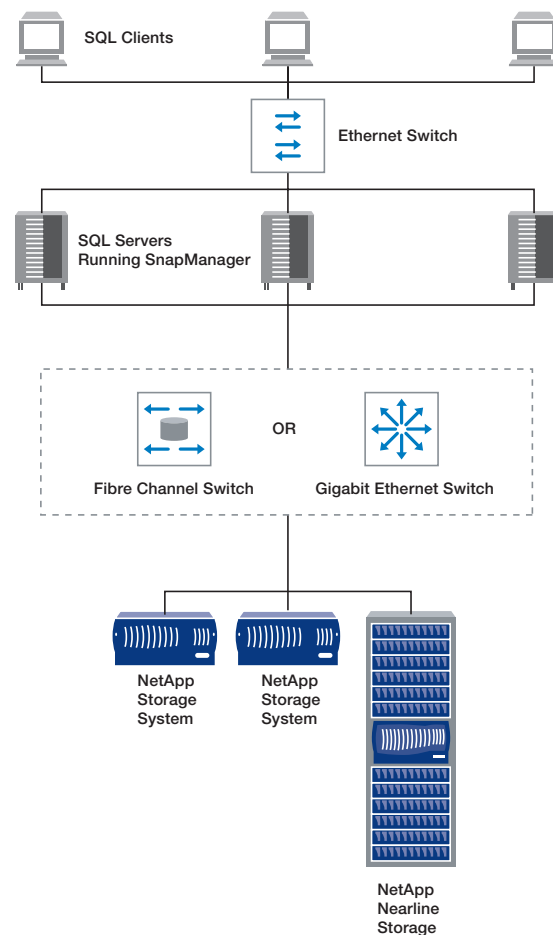 SQL Clients
Ethernet Switch
SQL Servers
Running SnapManager
OR
Fibre Channel Switch
Gigabit Ethernet Switch
NetApp
Storage
System
NetApp
Storage
System
NetApp
Nearline
Storage